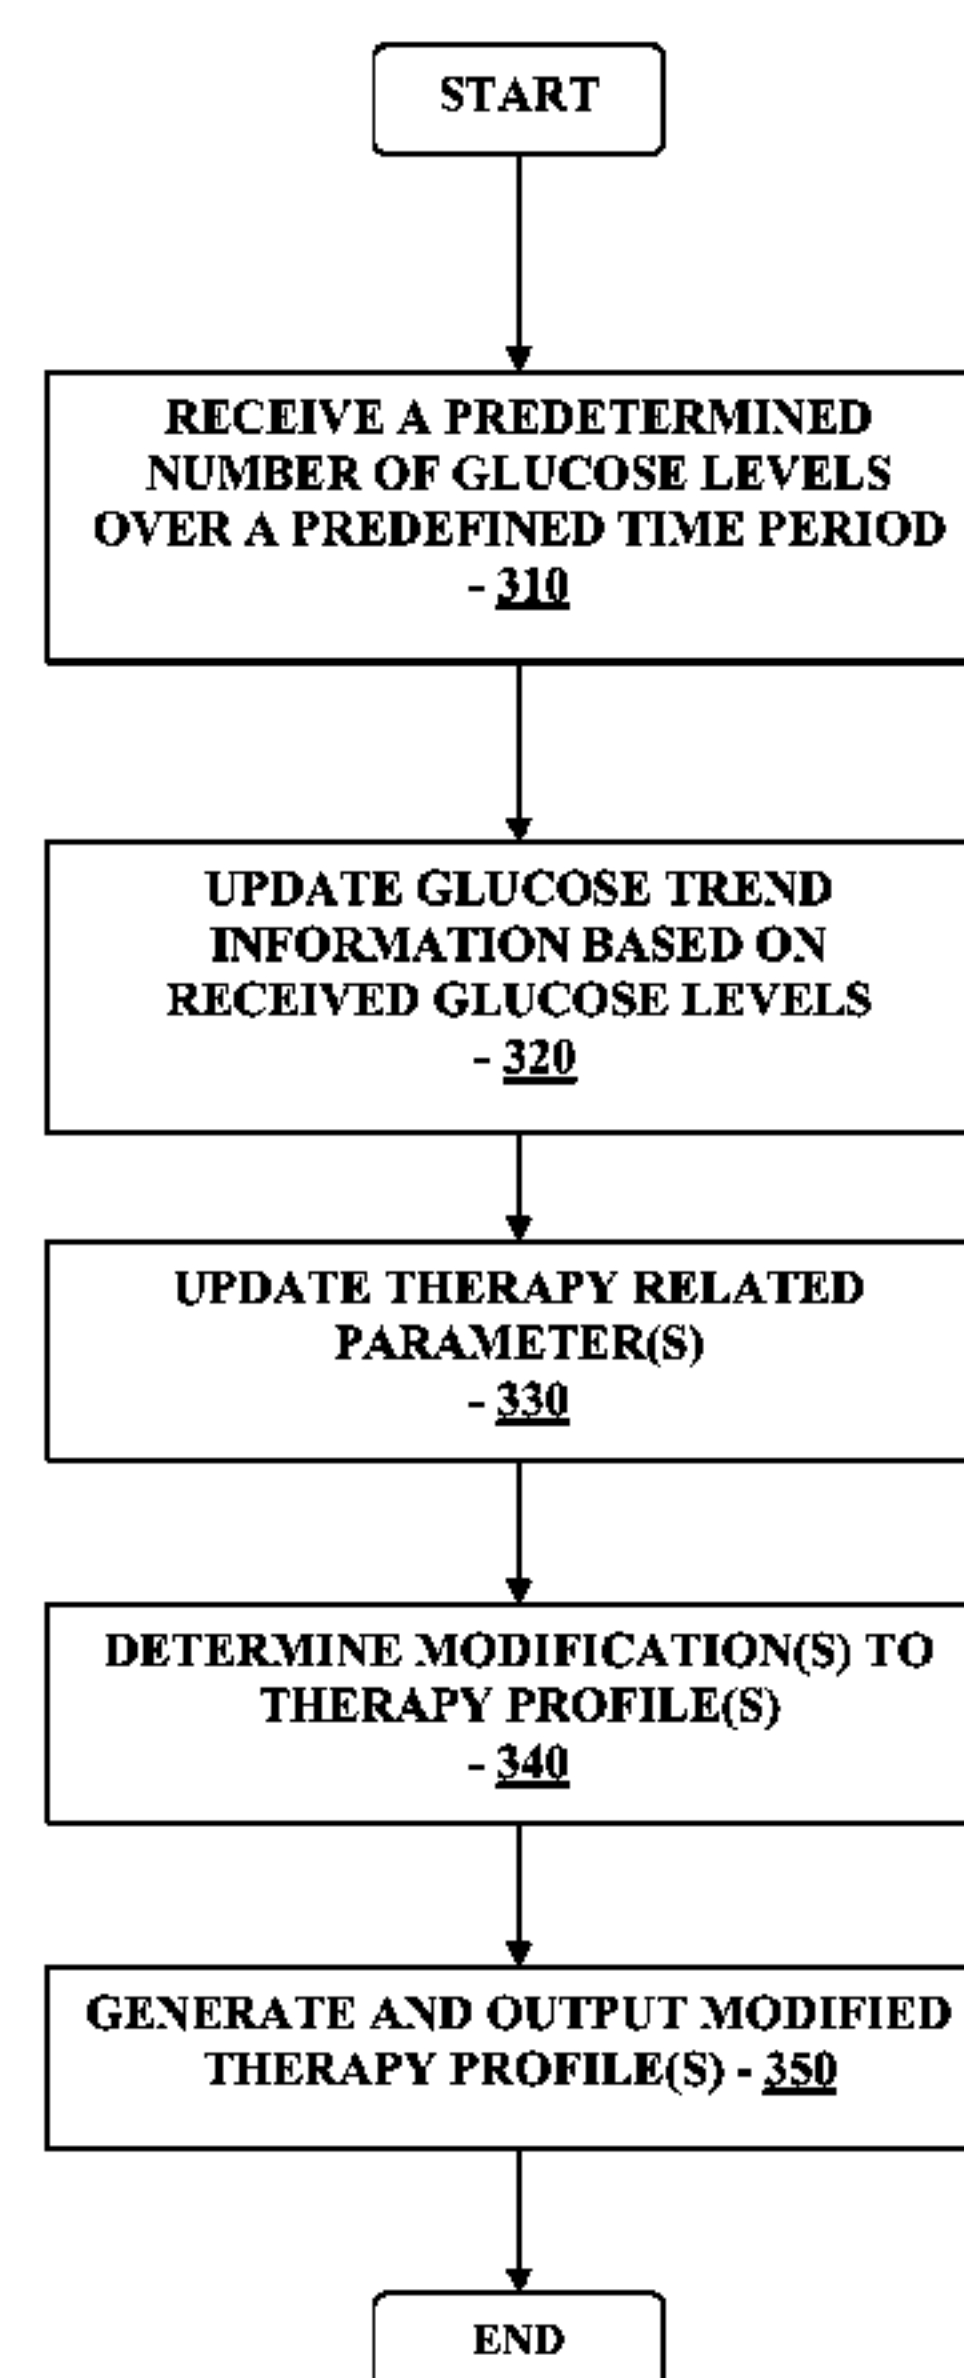 START
RECEIVE A PREDETERMINED
NUMBER OF GLUCOSE LEVELS
OVER A PREDEFINED TIME PERIOD
- 310
UPDATE GLUCOSE TREND
INFORMATION BASED ON
RECEIVED GLUCOSE LEVELS
- 320
UPDATE THERAPY RELATED
PARAMETER(S)
- 330
DETERMINE MODIFICATION(S) TO
THERAPY PROFILE(S)
- 340
GENERATE AND OUTPUT MODIFIED
THERAPY PROFILE(S) - 350
END